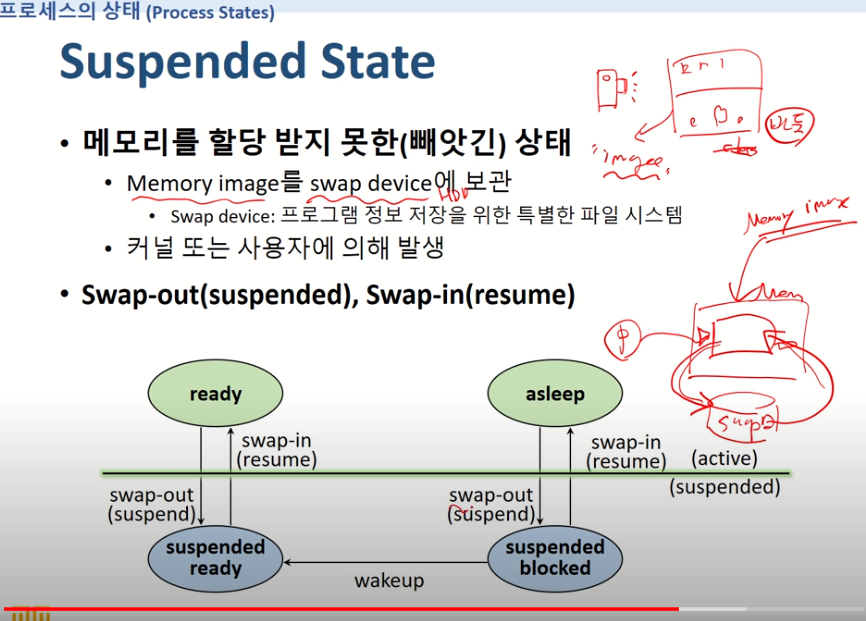 프로세스의 상태 (Process States)
Suspended State
• 메모리를 할당 받지 못한(빼앗긴) 상태
• Memory image를 swap device에 보관
HDD
• Swap device: 프로그램 정보 저장을 위한 특별한 파일 시스템
• 커널 또는 사용자에 의해 발생
• Swap-out(suspended), Swap-in(resume)
"image"
Memory image
Mem
ready
asleep
swap-in
(resume)
swap-in
(resume)
(active)
(suspended)
swap-out
(suspend)
swap-out
(suspend)
suspended
ready
suspended
blocked
wakeup